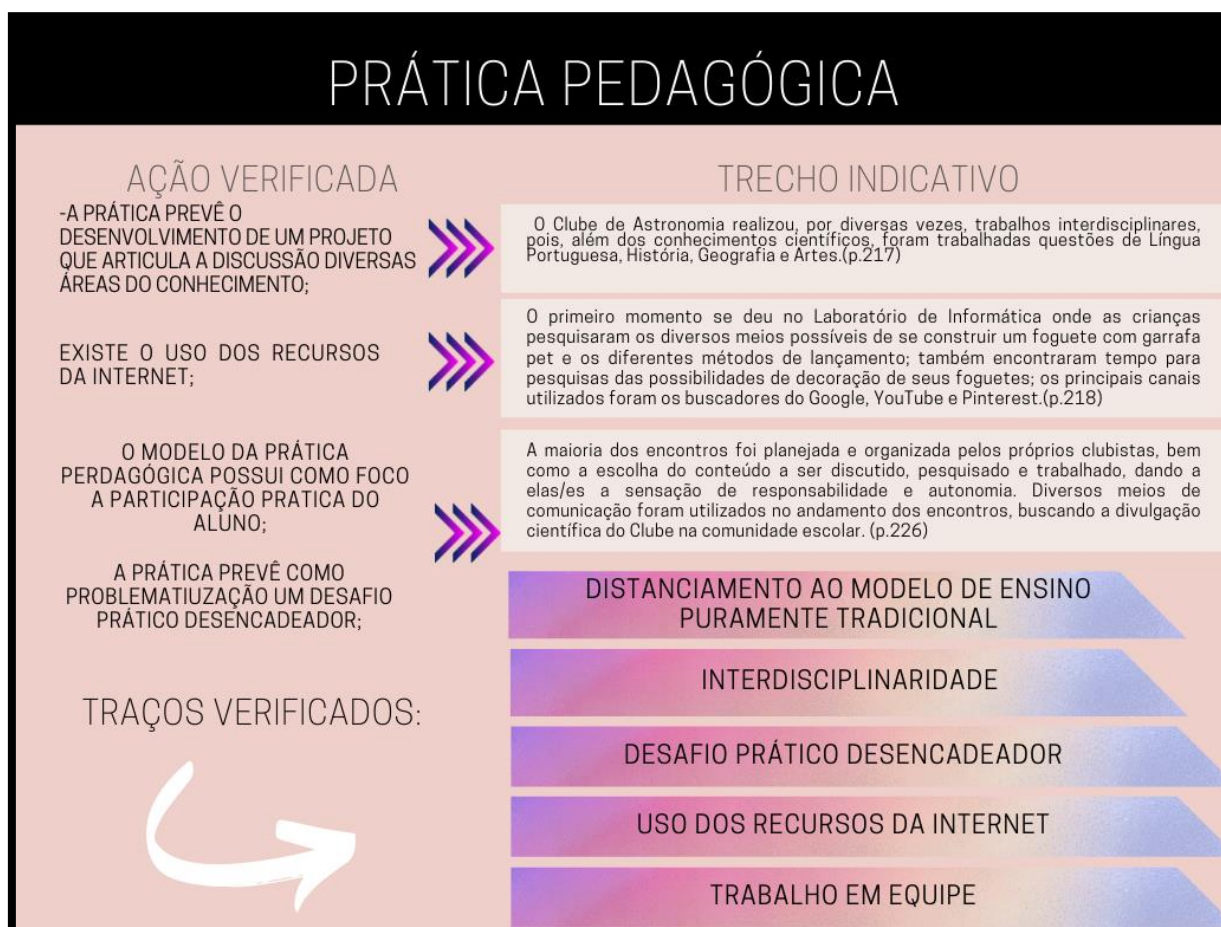 PRÁTICA PEDAGÓGICA
AÇÃO VERIFICADA
TRECHO INDICATIVO
-A PRÁTICA PREVÊ O
DESENVOLVIMENTO DE UM PROJETO
QUE ARTICULA A DISCUSSÃO DIVERSAS
ÁREAS DO CONHECIMENTO;
O Clube de Astronomia realizou, por diversas vezes, trabalhos interdisciplinares,
pois, além dos conhecimentos científicos, foram trabalhadas questões de Língua
Portuguesa, História, Geografia e Artes.(p.217)
EXISTE O USO DOS RECURSOS
DA INTERNET;
O primeiro momento se deu no Laboratório de Informática onde as crianças
pesquisaram os diversos meios possíveis de se construir um foguete com garrafa
pet e os diferentes métodos de lançamento; também encontraram tempo para
pesquisas das possibilidades de decoração de seus foguetes; os principais canais
utilizados foram os buscadores do Google, YouTube e Pinterest.(p.218)
O MODELO DA PRÁTICA
PERDAGÓGICA POSSUI COMO FOCO
A PARTICIPAÇÃO PRATICA DO
ALUNO;
A PRÁTICA PREVÊ COMO
PROBLEMATIUZAÇÃO UM DESAFIO
PRÁTICO DESENCADEADOR;
A maioria dos encontros foi planejada e organizada pelos próprios clubistas, bem
como a escolha do conteúdo a ser discutido, pesquisado e trabalhado, dando a
elas/es a sensação de responsabilidade e autonomia. Diversos meios de
comunicação foram utilizados no andamento dos encontros, buscando a divulgação
científica do Clube na comunidade escolar. (p.226)
TRAÇOS VERIFICADOS:
DISTANCIAMENTO AO MODELO DE ENSINO
PURAMENTE TRADICIONAL
INTERDISCIPLINARIDADE
DESAFIO PRÁTICO DESENCADEADOR
USO DOS RECURSOS DA INTERNET
TRABALHO EM EQUIPE